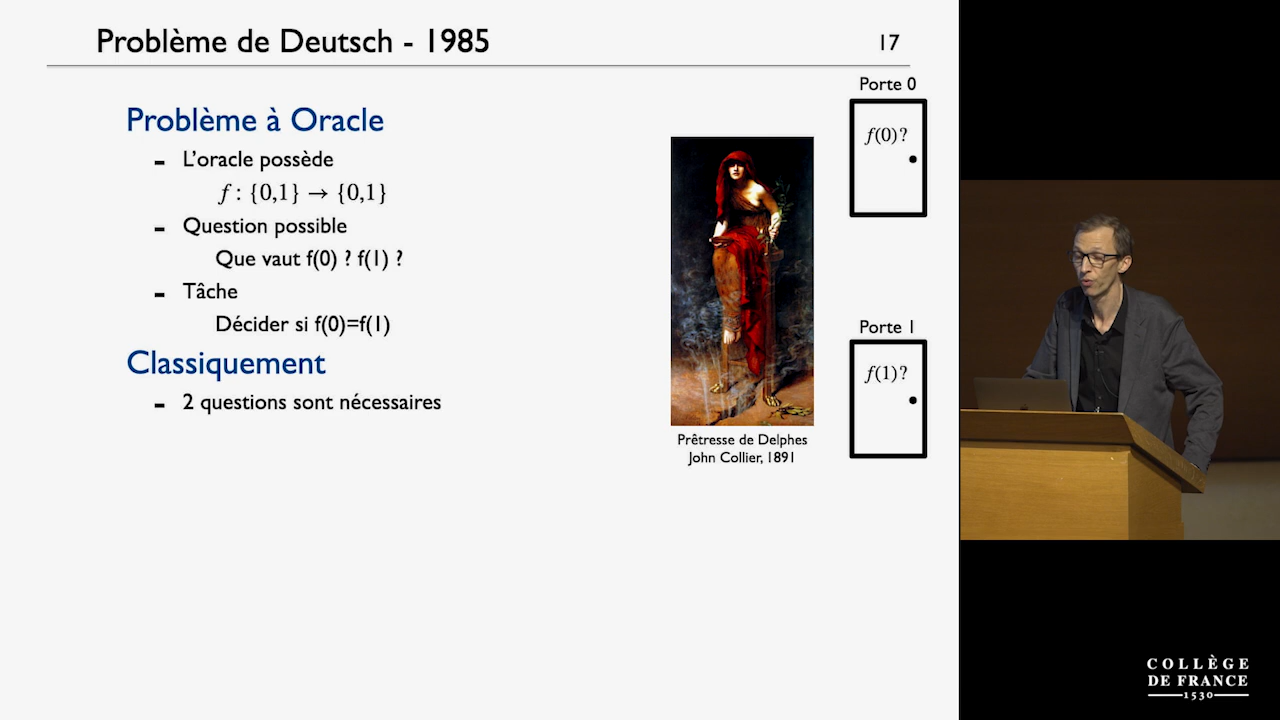 Problème de Deutsch - 1985
17
Problème à Oracle
- L'oracle possède
f : {0,1} → {0,1}
- Question possible
Que vaut f(0) ? f(1) ?
- Tâche
Décider si f(0)=f(1)
Classiquement
- 2 questions sont nécessaires
Prêtresse de Delphes
John Collier, 1891
Porte 0
f(0)?
Porte 1
f(1)?
COLLÈGE
DE FRANCE
1530